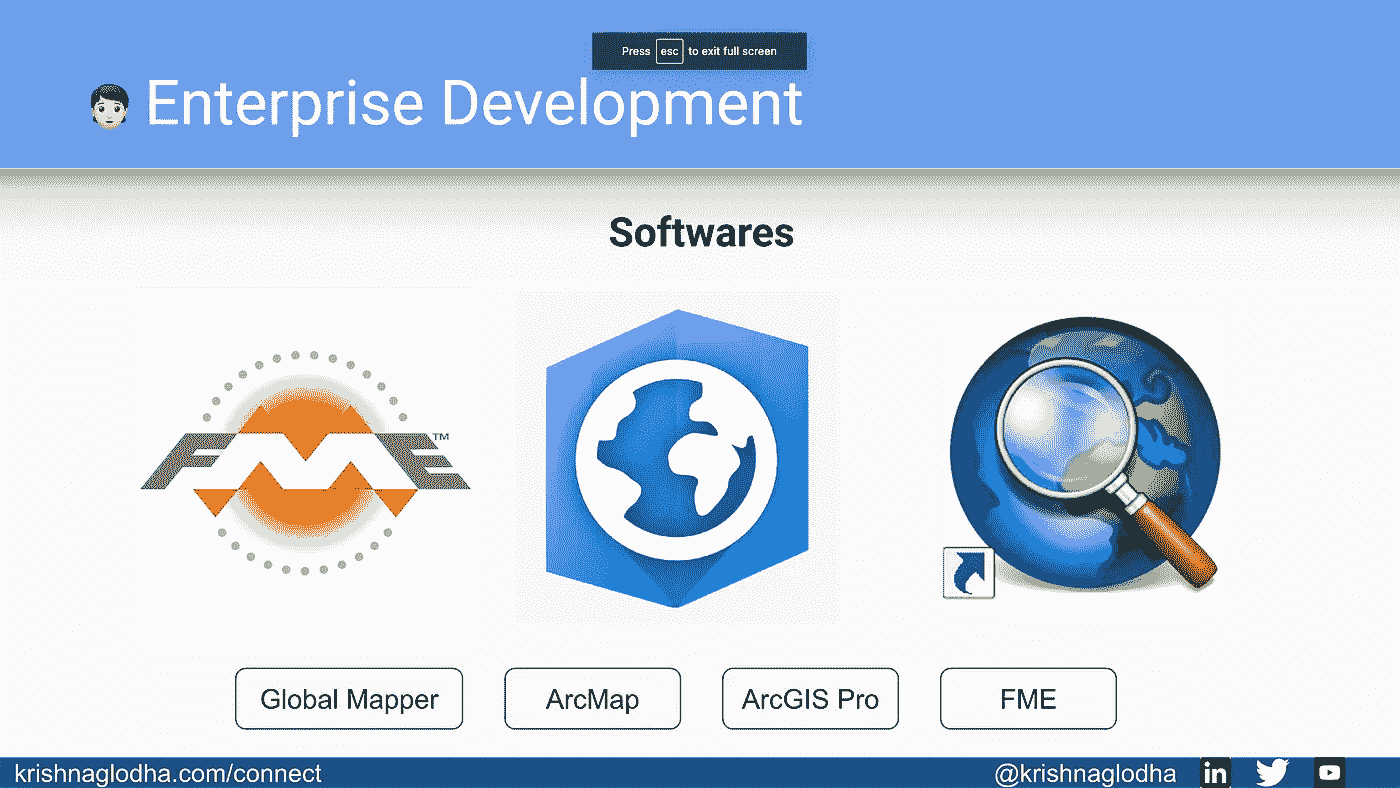 Press esc to exit full screen
Enterprise Development
Softwares
FME™
Global Mapper
ArcMap
ArcGIS Pro
FME
krishnaglodha.com/connect
@krishnaglodha
in